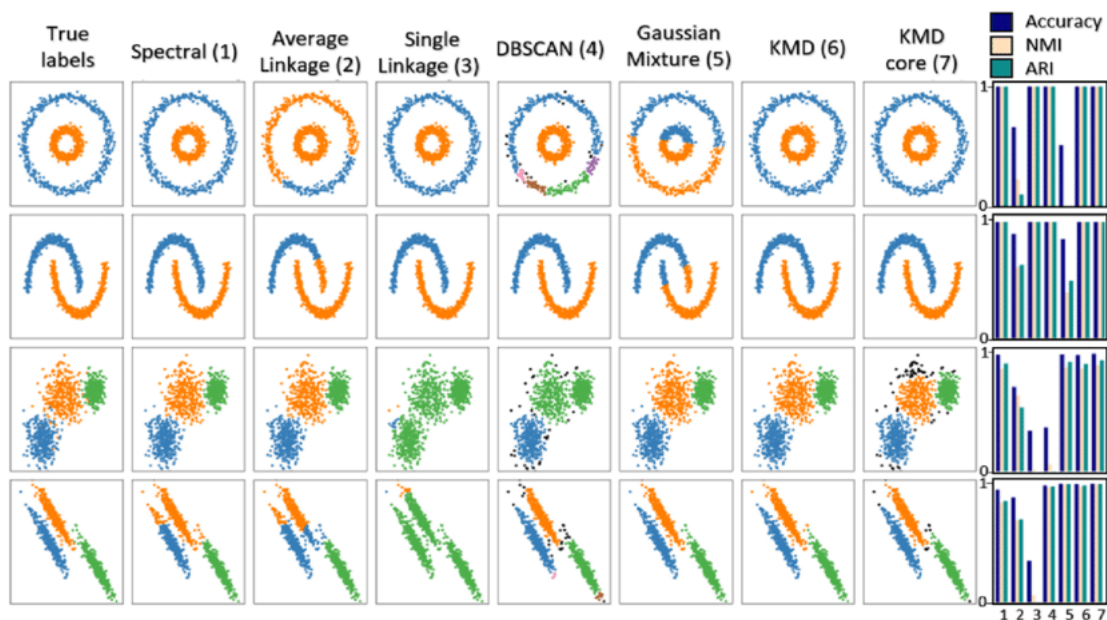 True
labels
Spectral (1)
Average
Linkage (2)
Single
Linkage (3)
DBSCAN (4)
Gaussian
Mixture (5)
KMD (6)
KMD
core (7)
Accuracy
NMI
ARI
1
0
1
0
1
0
1
0
1 2 3 4 5 6 7